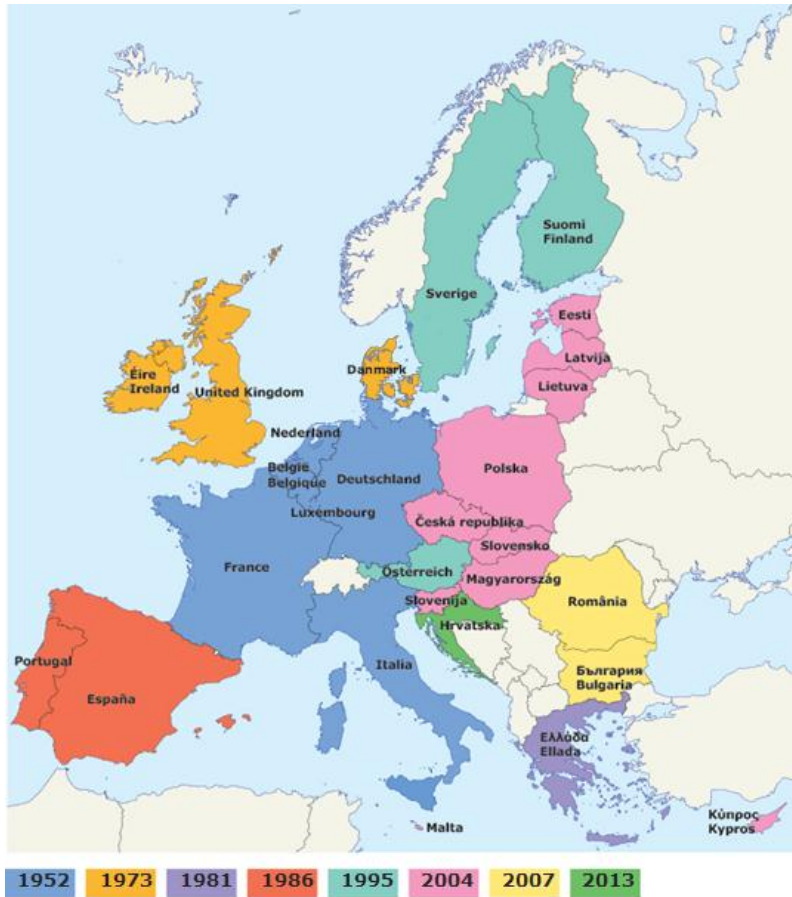 Suomi
Finland
Sverige
Eesti
Latvija
Lietuva
Danmark
Éire
Ireland
United Kingdom
Nederland
België
Belgique
Deutschland
Polska
Luxembourg
Česká republika
Slovensko
France
Österreich
Magyarország
Slovenija
Hrvatska
România
Portugal
España
Italia
България
Bulgaria
Ελλάδα
Ellada
Malta
Κύπρος
Kypros
1952 1973 1981 1986 1995 2004 2007 2013